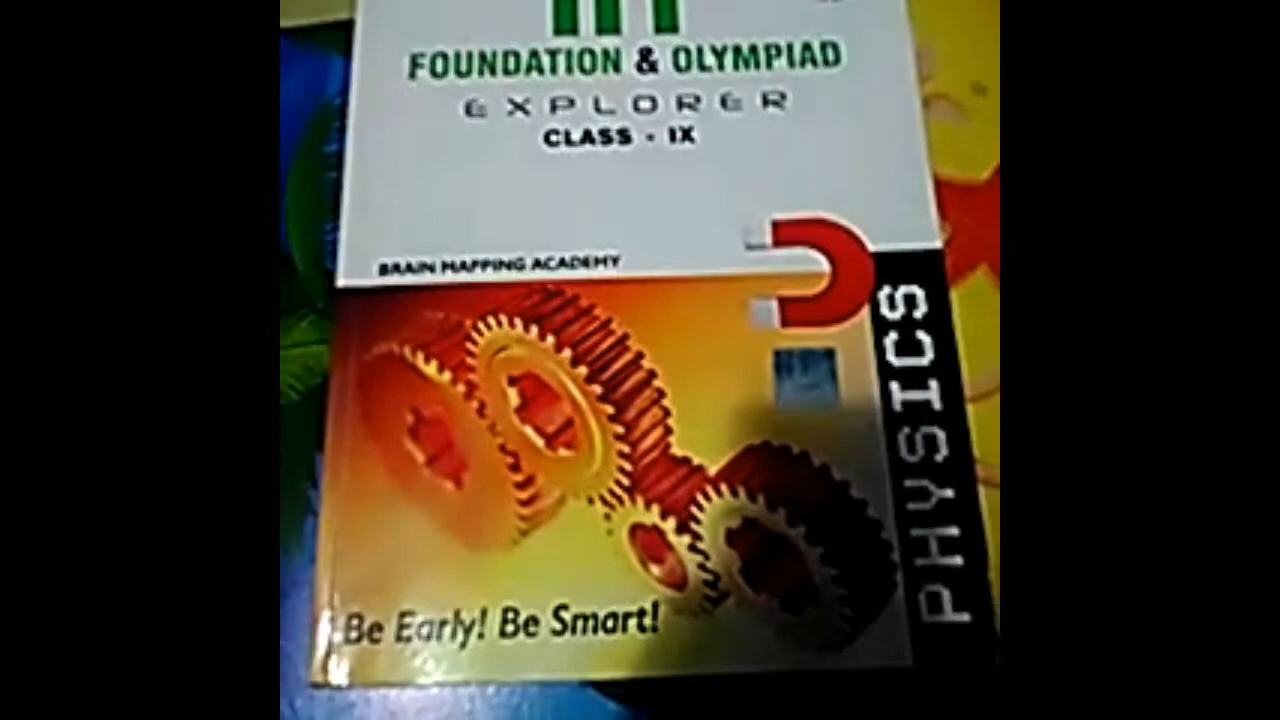 FOUNDATION & OLYMPIAD
EXPLORER
CLASS - IX
BRAIN MAPPING ACADEMY
PHYSICS
Be Early! Be Smart!